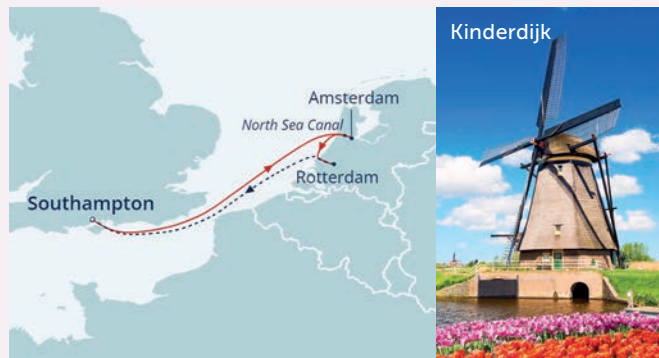 Amsterdam
North Sea Canal
Rotterdam
Southampton
Kinderdijk